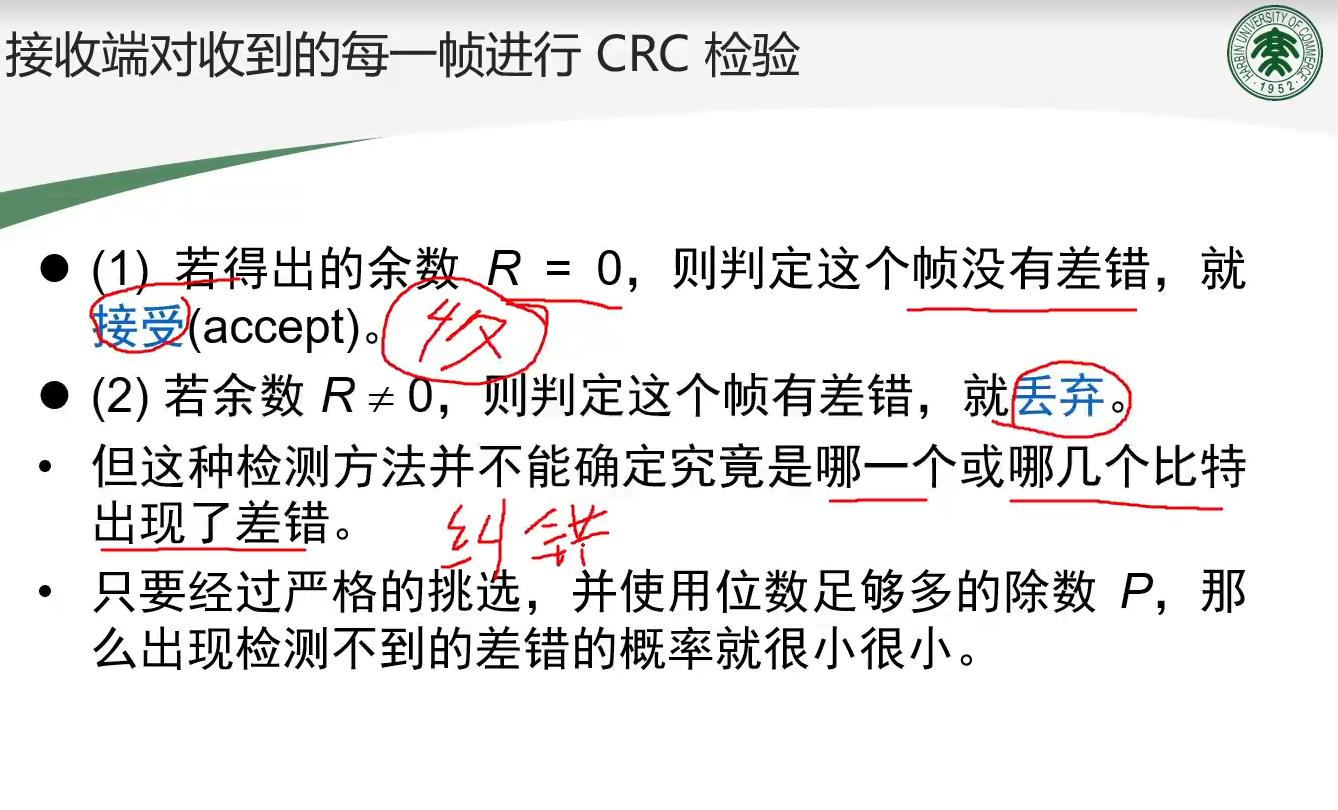 接收端对收到的每一帧进行 CRC 检验
HARBIN UNIVERSITY OF COMMERCE
· 1952 ·
● (1) 若得出的余数 R = 0，则判定这个帧没有差错，就
接受(accept)。
● (2) 若余数 R ≠ 0，则判定这个帧有差错，就丢弃。
• 但这种检测方法并不能确定究竟是哪一个或哪几个比特
出现了差错。
纠错
• 只要经过严格的挑选，并使用位数足够多的除数 P，那
么出现检测不到的差错的概率就很小很小。